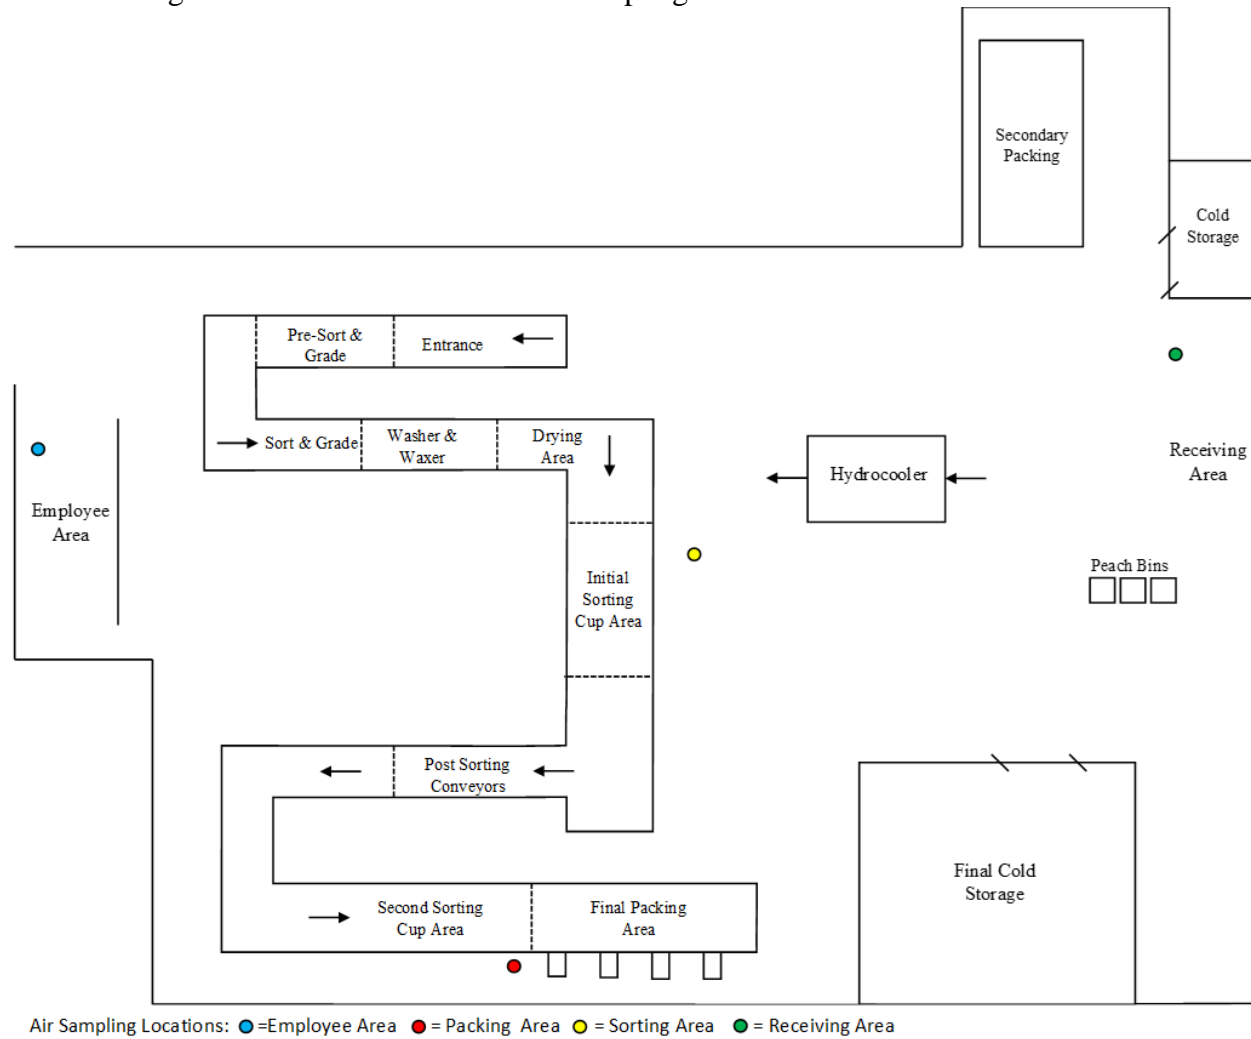 Secondary
Packing
Cold
Storage
Pre-Sort &
Grade
Entrance
Sort & Grade
Washer &
Waxer
Drying
Area
Hydrocooler
Receiving
Area
Employee
Area
Peach Bins
Initial
Sorting
Cup Area
Post Sorting
Conveyors
Final Cold
Storage
Second Sorting
Cup Area
Final Packing
Area
Air Sampling Locations: =Employee Area = Packing Area = Sorting Area = Receiving Area